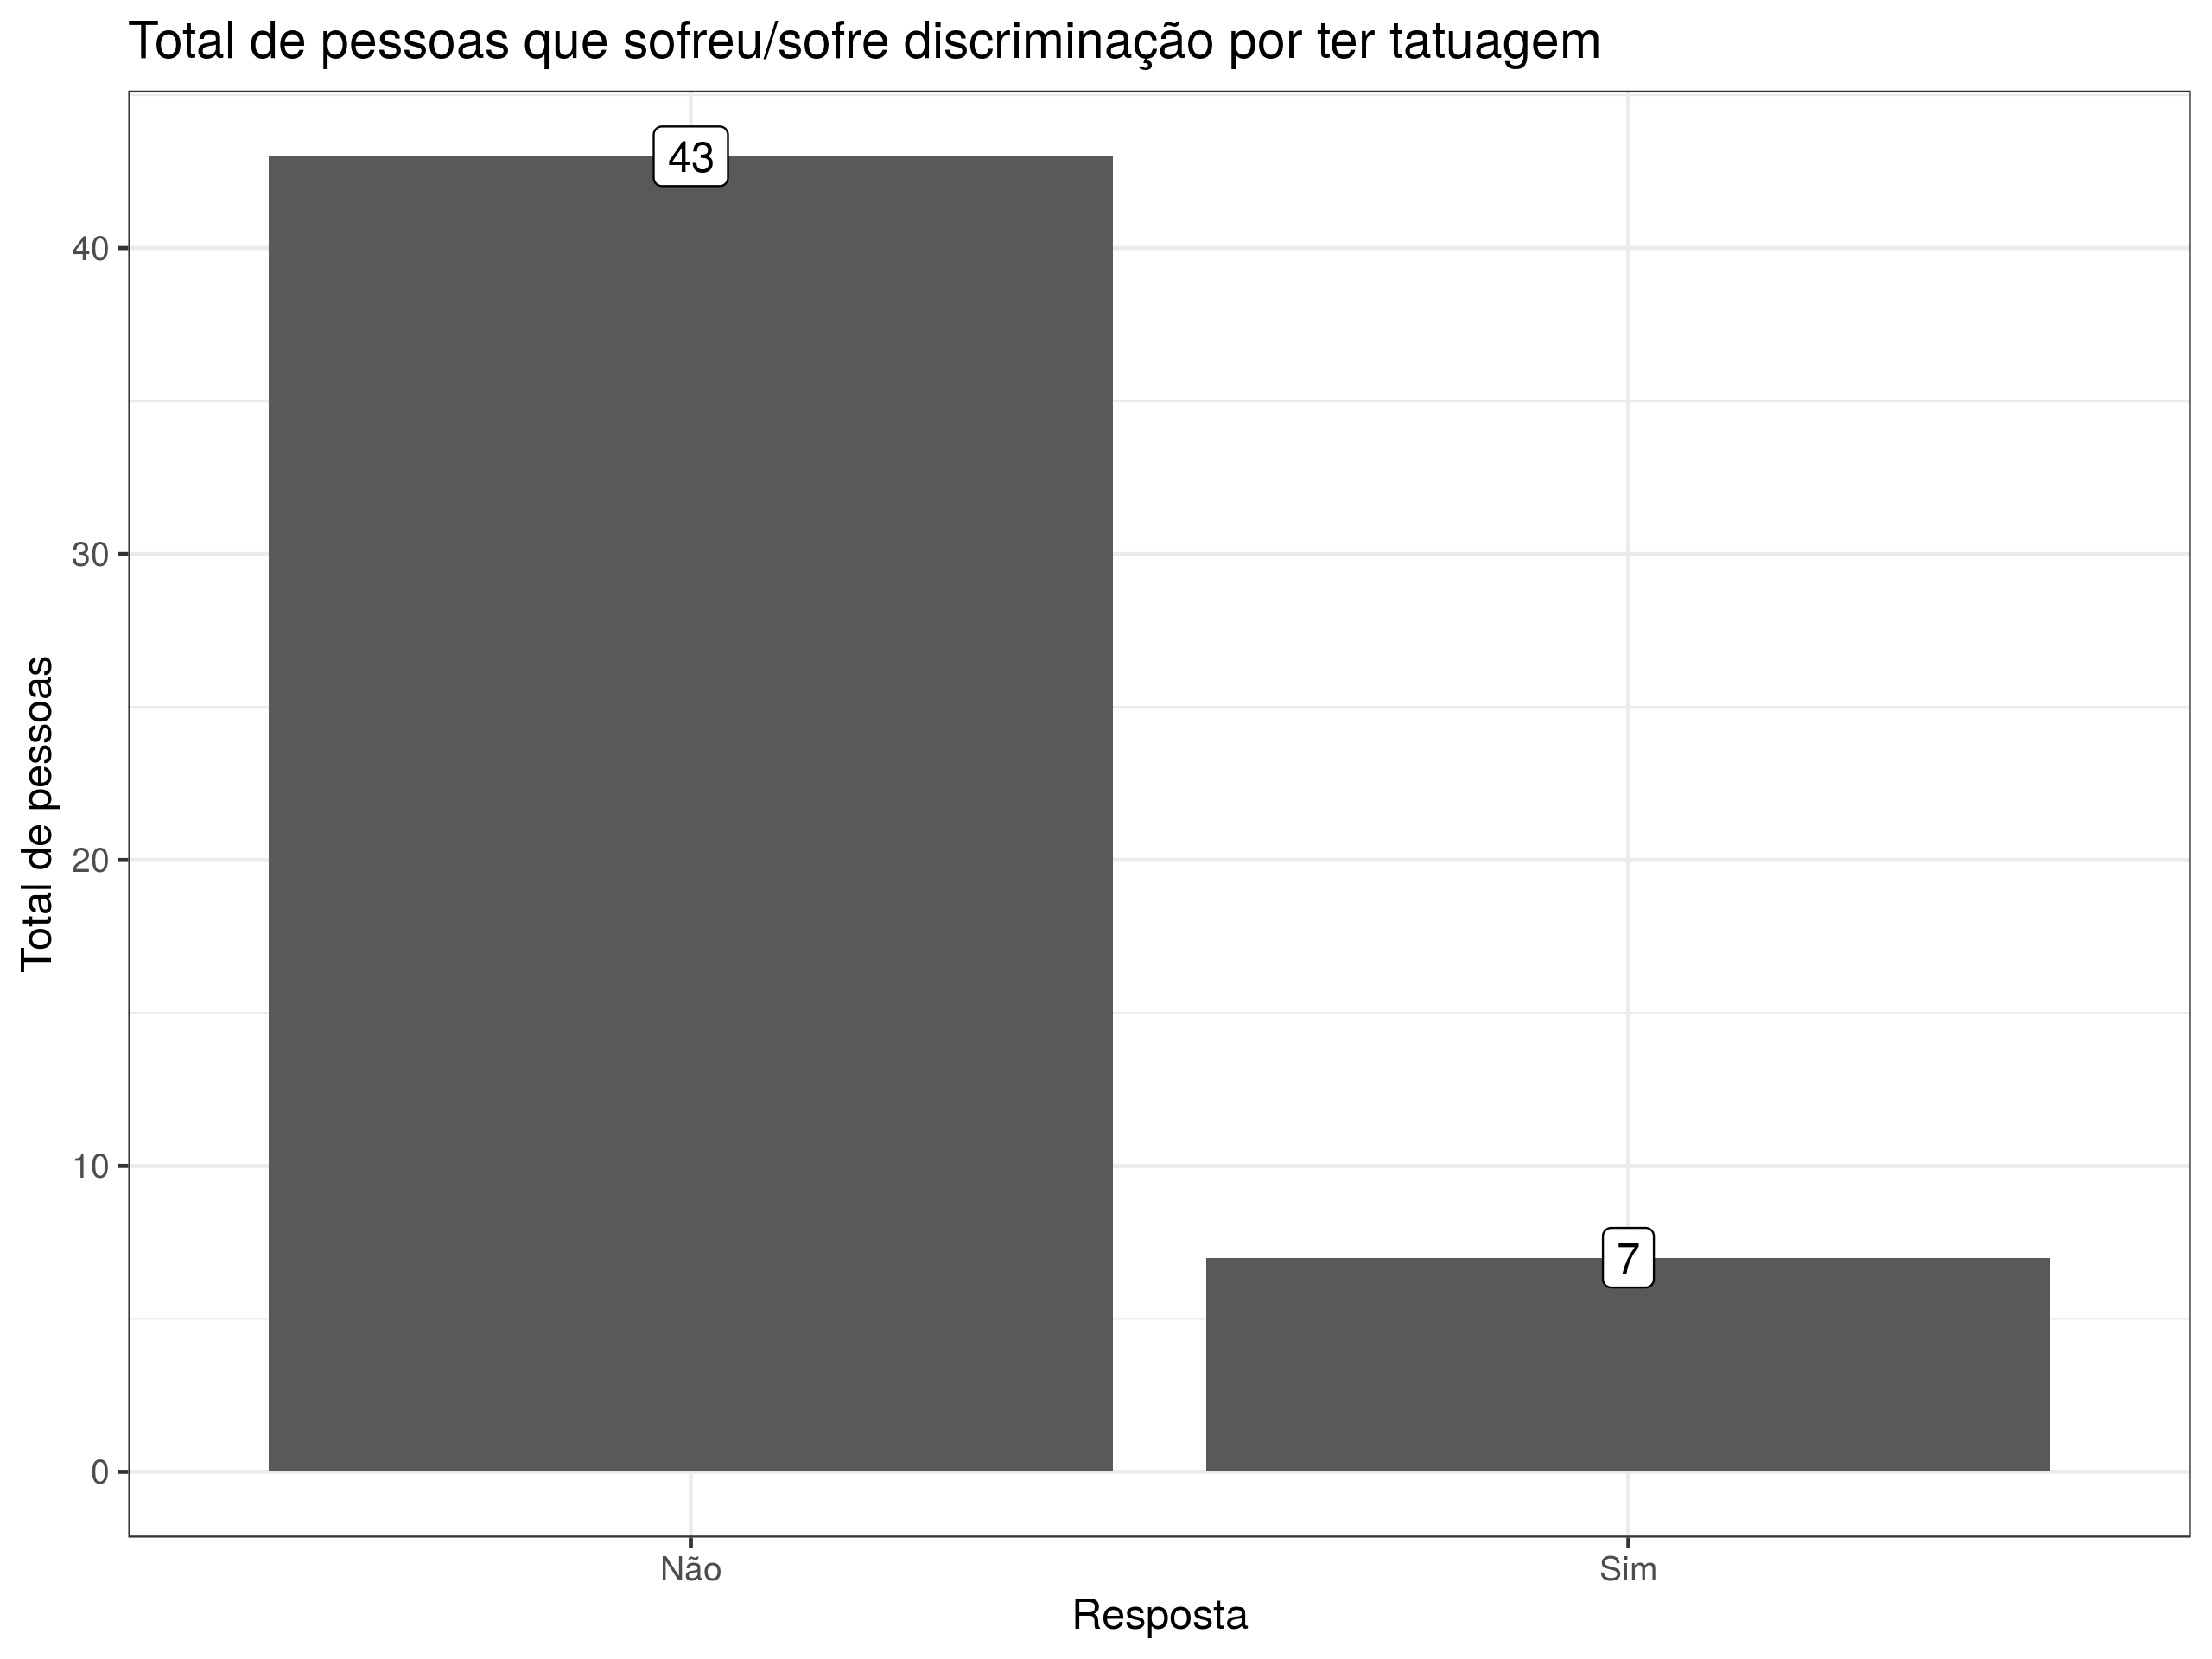 Total de pessoas que sofreu/sofre discriminação por ter tatuagem
Total de pessoas
40
30
20
10
0
43
7
Não
Sim
Resposta